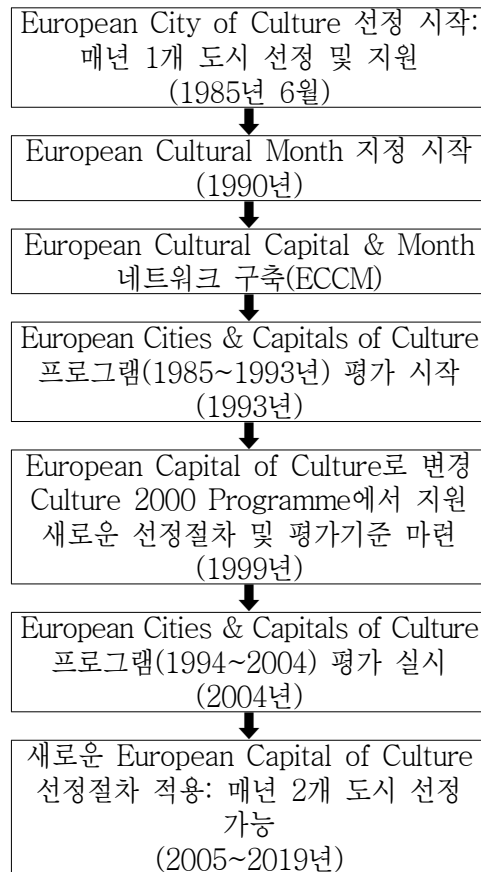 European City of Culture 선정 시작:
매년 1개 도시 선정 및 지원
(1985년 6월)
European Cultural Month 지정 시작
(1990년)
European Cultural Capital & Month
네트워크 구축(ECCM)
European Cities & Capitals of Culture
프로그램(1985~1993년) 평가 시작
(1993년)
European Capital of Culture로 변경
Culture 2000 Programme에서 지원
새로운 선정절차 및 평가기준 마련
(1999년)
European Cities & Capitals of Culture
프로그램(1994~2004) 평가 실시
(2004년)
새로운 European Capital of Culture
선정절차 적용: 매년 2개 도시 선정
가능
(2005~2019년)